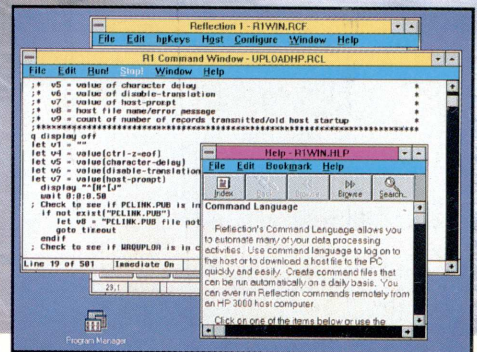 Reflection 1 - R1WIN.RCF
File Edit hpKeys Host Configure Window Help
R1 Command Window - UPLOADHP.RCL
File Edit Run! Stop! Window Help
;* v5 = value of character delay *
;* v6 = value of disable-translation *
;* v7 = value of host-prompt *
;* v8 = host file name/error message *
;* v9 = count of number of records transmitted/old host startup *
q display off
let v1 = ""
let v4 = value(ctrl-z-eof)
let v5 = value(character-delay)
let v6 = value(disable-translation
let v7 = value(host-prompt)
display "^[H^[J"
wait 0:0:0.50
; Check to see if PCLINK.PUB is in
if not exist("PCLINK.PUB")
let v8 = "PCLINK.PUB file not
goto timeout
endif
; Check to see if WRQUPLOR is in c
Line 19 of 501 Immediate On
29,1
Program Manager
Help - R1WIN.HLP
File Edit Bookmark Help
Index Browse Search..
Command Language
Reflection's Command Language allows you
to automate many of your data processing
activities. Use command language to log on to
the host or to download a host file to the PC
quickly and easily. Create command files that
can be run automatically on a daily basis. You
can even run Reflection commands remotely from
an HP 3000 host computer.
Click on one of the items below or use the